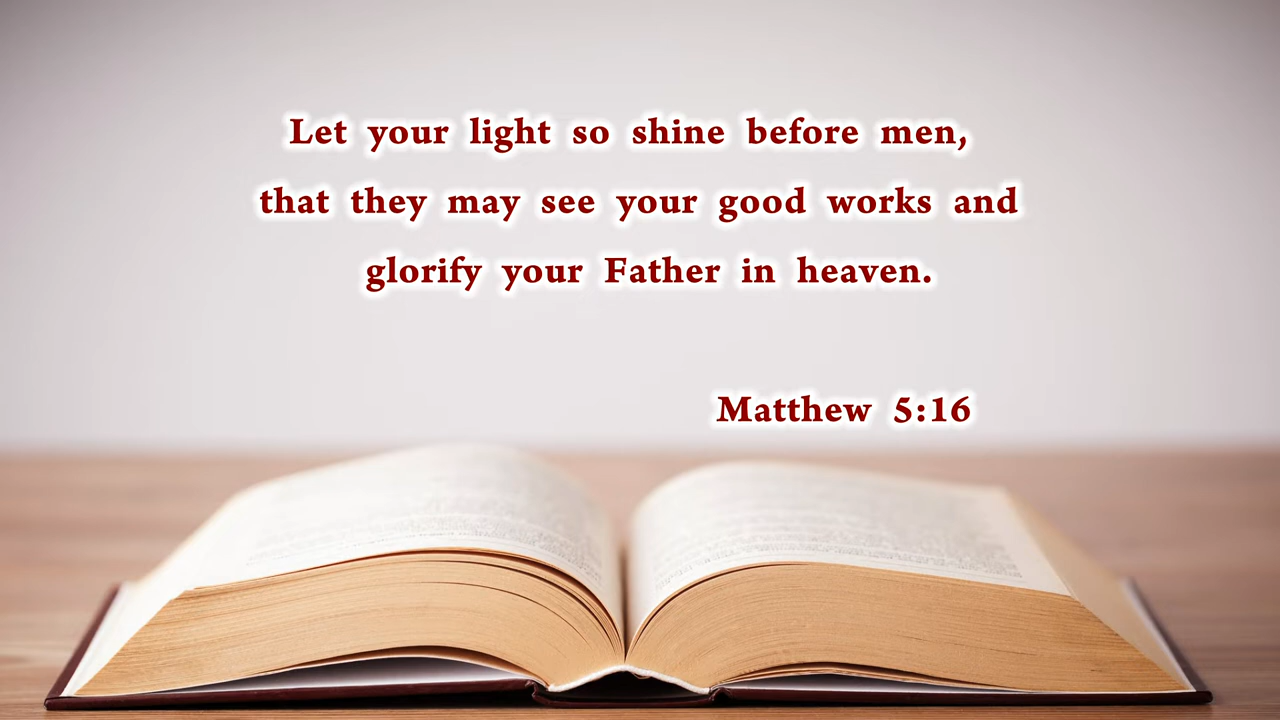 Let your light so shine before men,
that they may see your good works and
glorify your Father in heaven.
Matthew 5:16